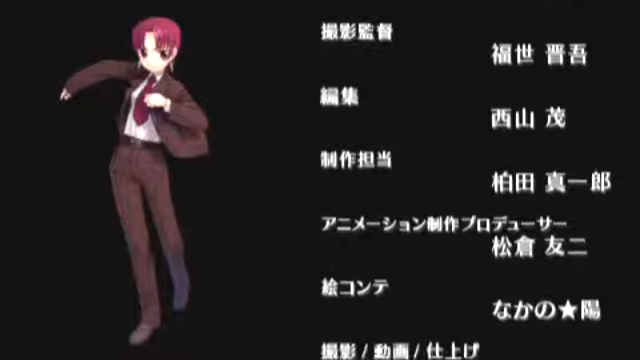 撮影監督
福世 晋吾
編集
西山 茂
制作担当
柏田 真一郎
アニメーション制作プロデューサー
松倉 友二
絵コンテ
なかの★陽
撮影 / 動画 / 仕上げ